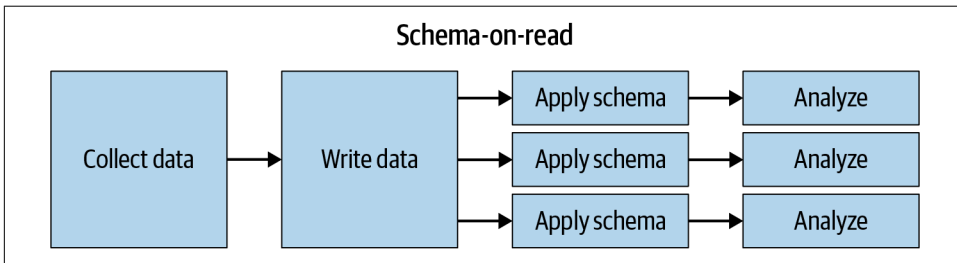 Schema-on-read
Collect data
Write data
Apply schema
Analyze
Apply schema
Analyze
Apply schema
Analyze